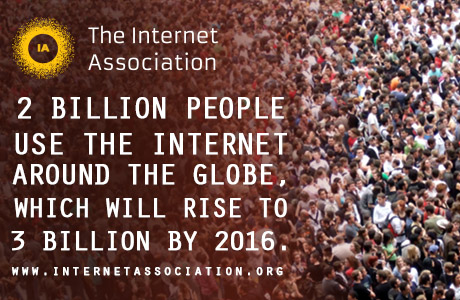 IA
The Internet
Association
2 BILLION PEOPLE
USE THE INTERNET
AROUND THE GLOBE,
WHICH WILL RISE TO
3 BILLION BY 2016.
WWW.INTERNETASSOCIATION.ORG